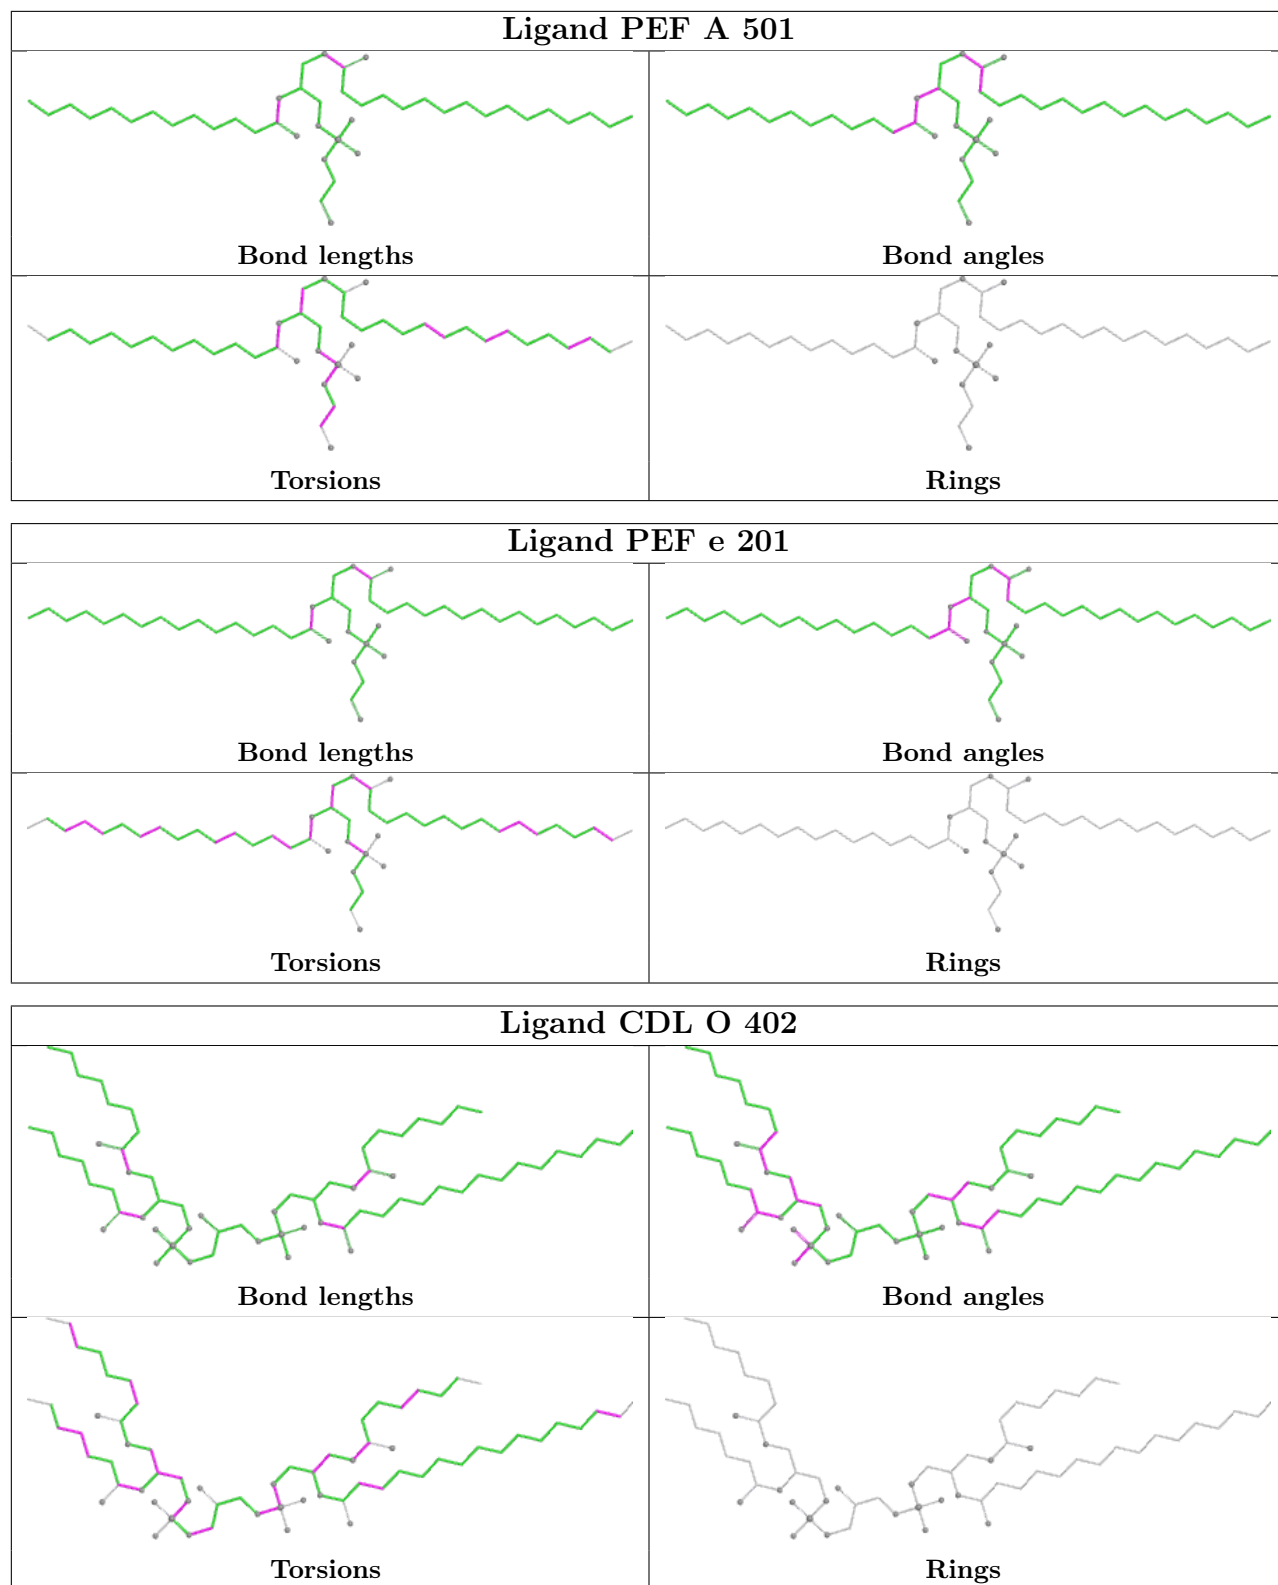 Ligand PEF A 501
Bond lengths
Bond angles
Torsions
Rings
Ligand PEF e 201
Bond lengths
Bond angles
Torsions
Rings
Ligand CDL O 402
Bond lengths
Bond angles
Torsions
Rings